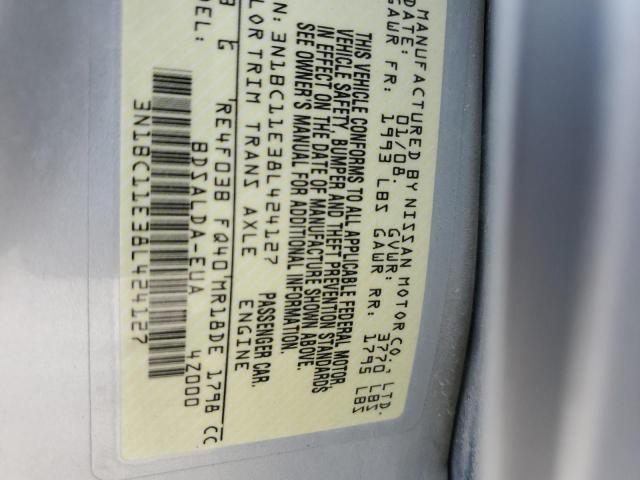 MANUFACTURED BY NISSAN MOTOR CO., LTD.
DATE: 01/08. GVWR: 3770 LBS
GAWR FR: 1993 LBS GAWR RR: 1795 LBS
THIS VEHICLE CONFORMS TO ALL APPLICABLE FEDERAL MOTOR
VEHICLE SAFETY, BUMPER AND THEFT PREVENTION STANDARDS
IN EFFECT ON THE DATE OF MANUFACTURE SHOWN ABOVE.
SEE OWNER'S MANUAL FOR ADDITIONAL INFORMATION.
: 3N1BC11E38L424127 PASSENGER CAR.
LOR TRIM TRANS AXLE ENGINE
G RE4F03B FQ40 MR18DE 1798 CC
ODEL: BDSALDA-EUA 4Z000
3N1BC11E38L424127